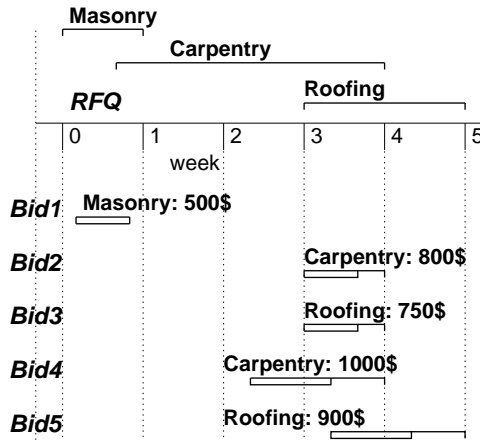 Masonry
Carpentry
Roofing
RFQ
0 1 2 3 4 5
week
Bid1 Masonry: 500$
Bid2 Carpentry: 800$
Bid3 Roofing: 750$
Bid4 Carpentry: 1000$
Bid5 Roofing: 900$